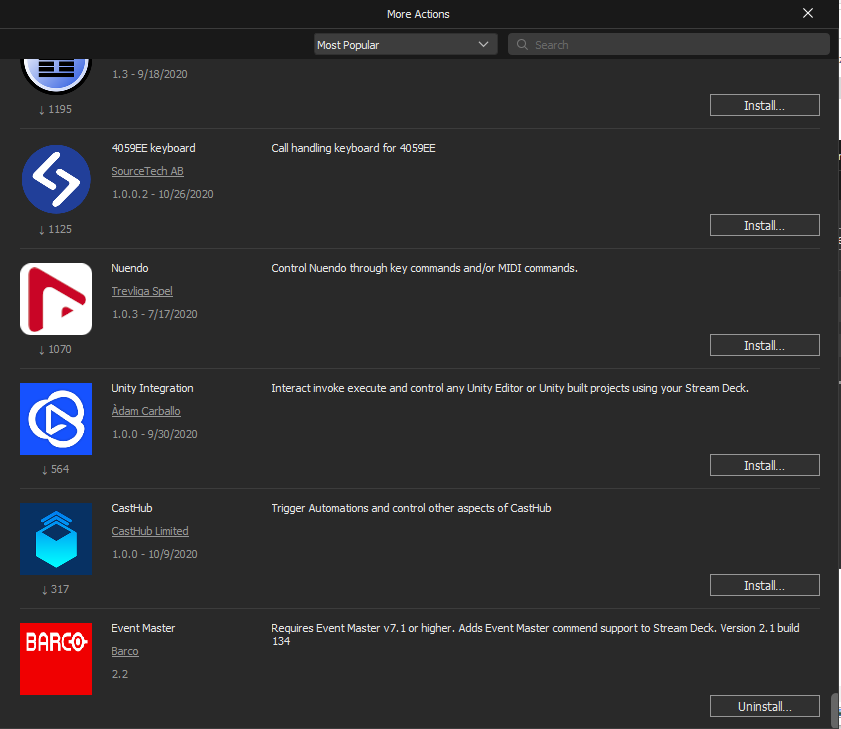 More Actions
Most Popular
Search
1.3 - 9/18/2020
↓ 1195
Install...
4059EE keyboard
Call handling keyboard for 4059EE
SourceTech AB
1.0.0.2 - 10/26/2020
↓ 1125
Install...
Nuendo
Control Nuendo through key commands and/or MIDI commands.
Trevliga Spel
1.0.3 - 7/17/2020
↓ 1070
Install...
Unity Integration
Interact invoke execute and control any Unity Editor or Unity built projects using your Stream Deck.
Àdam Carballo
1.0.0 - 9/30/2020
↓ 564
Install...
CastHub
Trigger Automations and control other aspects of CastHub
CastHub Limited
1.0.0 - 10/9/2020
↓ 317
Install...
BARCO
Event Master
Requires Event Master v7.1 or higher. Adds Event Master commend support to Stream Deck. Version 2.1 build
134
Barco
2.2
Uninstall...